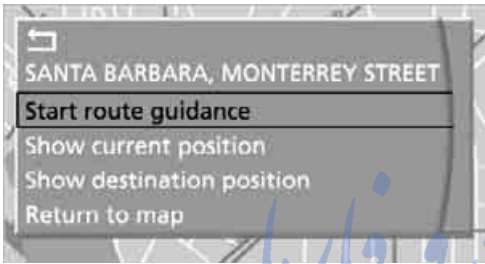 SANTA BARBARA, MONTERREY STREET
Start route guidance
Show current position
Show destination position
Return to map